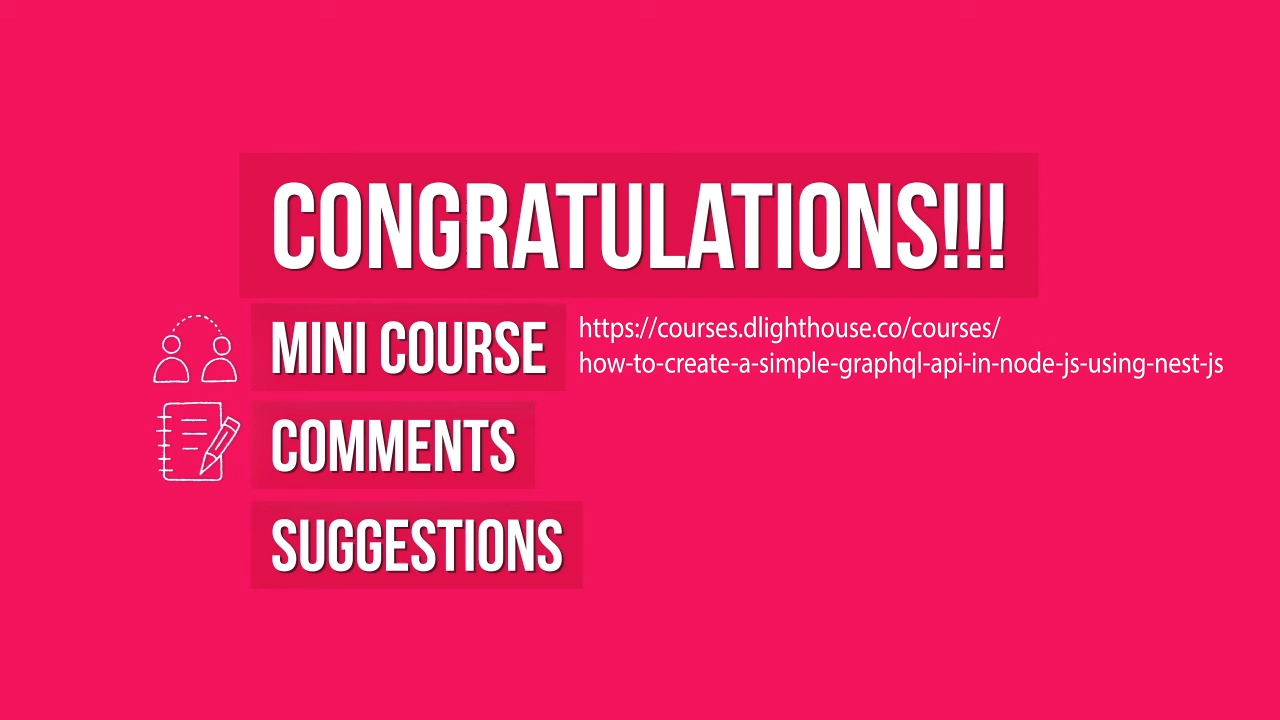 CONGRATULATIONS!!!
MINI COURSE
https://courses.dlighthouse.co/courses/
how-to-create-a-simple-graphql-api-in-node-js-using-nest-js
COMMENTS
SUGGESTIONS